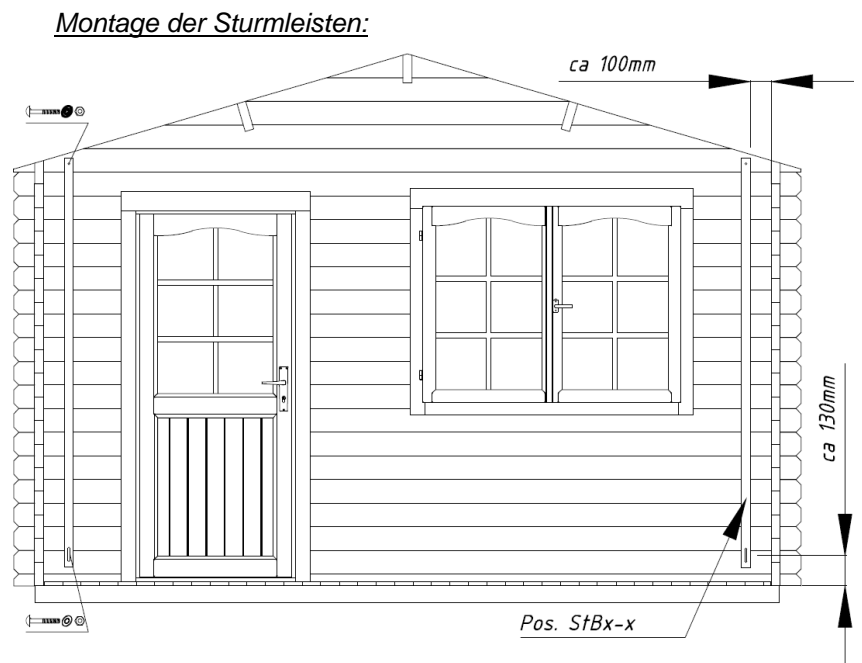 Montage der Sturmleisten:
ca 100mm
ca 130mm
Pos. StBx-x